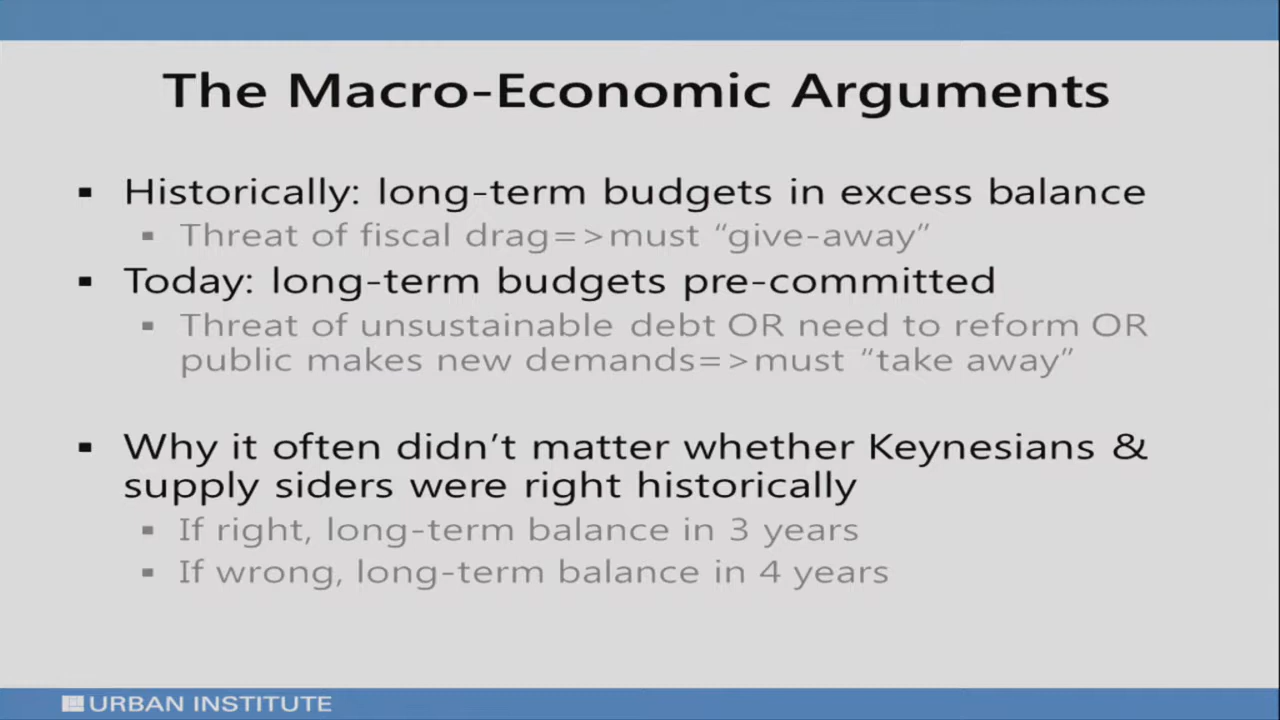 The Macro-Economic Arguments
▪ Historically: long-term budgets in excess balance
▪ Threat of fiscal drag=>must “give-away”
▪ Today: long-term budgets pre-committed
▪ Threat of unsustainable debt OR need to reform OR
public makes new demands=>must “take away”
▪ Why it often didn’t matter whether Keynesians &
supply siders were right historically
▪ If right, long-term balance in 3 years
▪ If wrong, long-term balance in 4 years
URBAN INSTITUTE